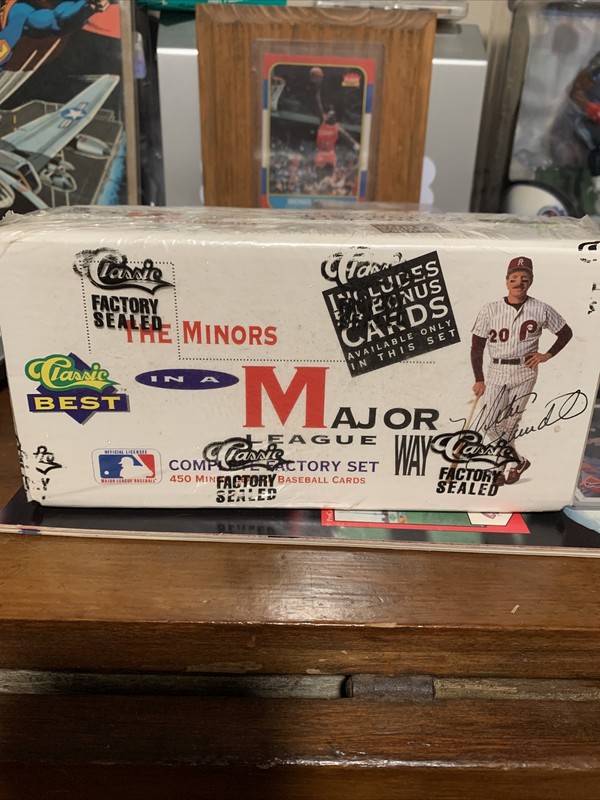 Classic
FACTORY
SEALED
THE MINORS
INCLUDES
BONUS
CARDS
AVAILABLE ONLY
IN THIS SET
Classic
BEST
IN A
MAJOR
LEAGUE
WAY
20
R
P
OFFICIAL LICENSEE
MAJOR LEAGUE BASEBALL
COMPLETE FACTORY SET
450 BASEBALL CARDS
Classic
FACTORY
SEALED
Classic
FACTORY
SEALED